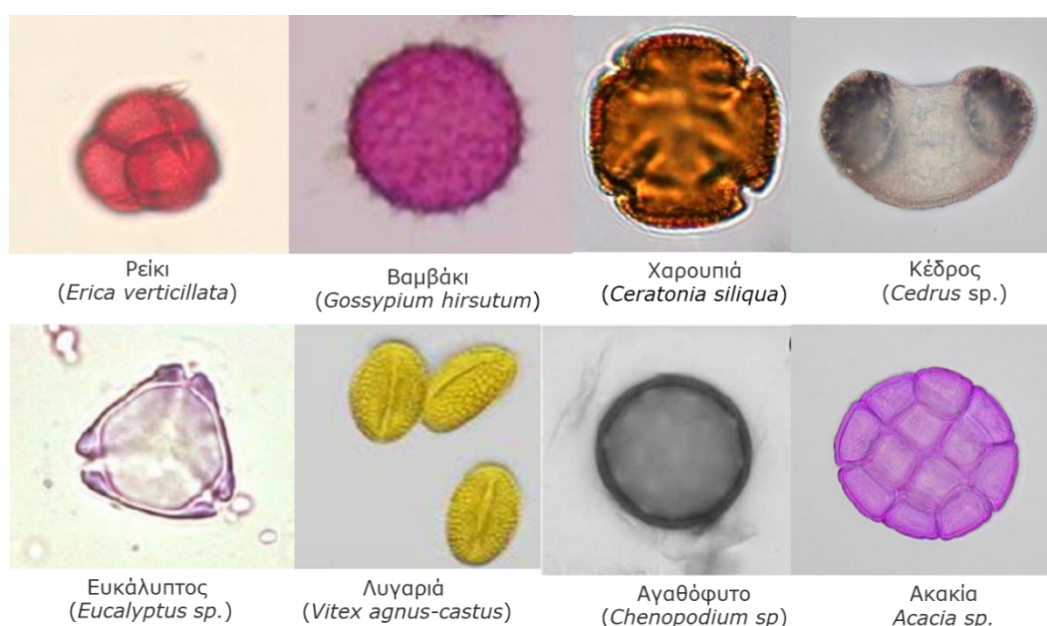 Ρείκι
(Erica verticillata)
Βαμβάκι
(Gossypium hirsutum)
Χαρουπιά
(Ceratonia siliqua)
Κέδρος
(Cedrus sp.)
Ευκάλυπτος
(Eucalyptus sp.)
Λυγαριά
(Vitex agnus-castus)
Αγαθόφυτο
(Chenopodium sp)
Ακακία
Acacia sp.